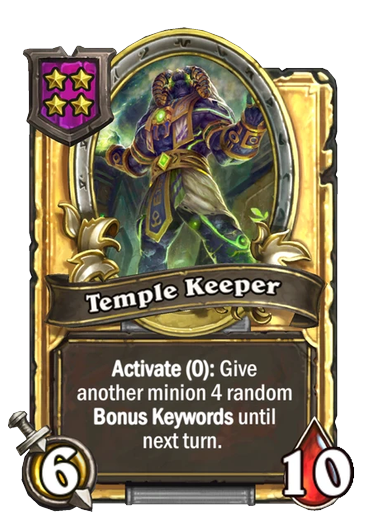 Temple Keeper
Activate (0): Give
another minion 4 random
Bonus Keywords until
next turn.
6
10